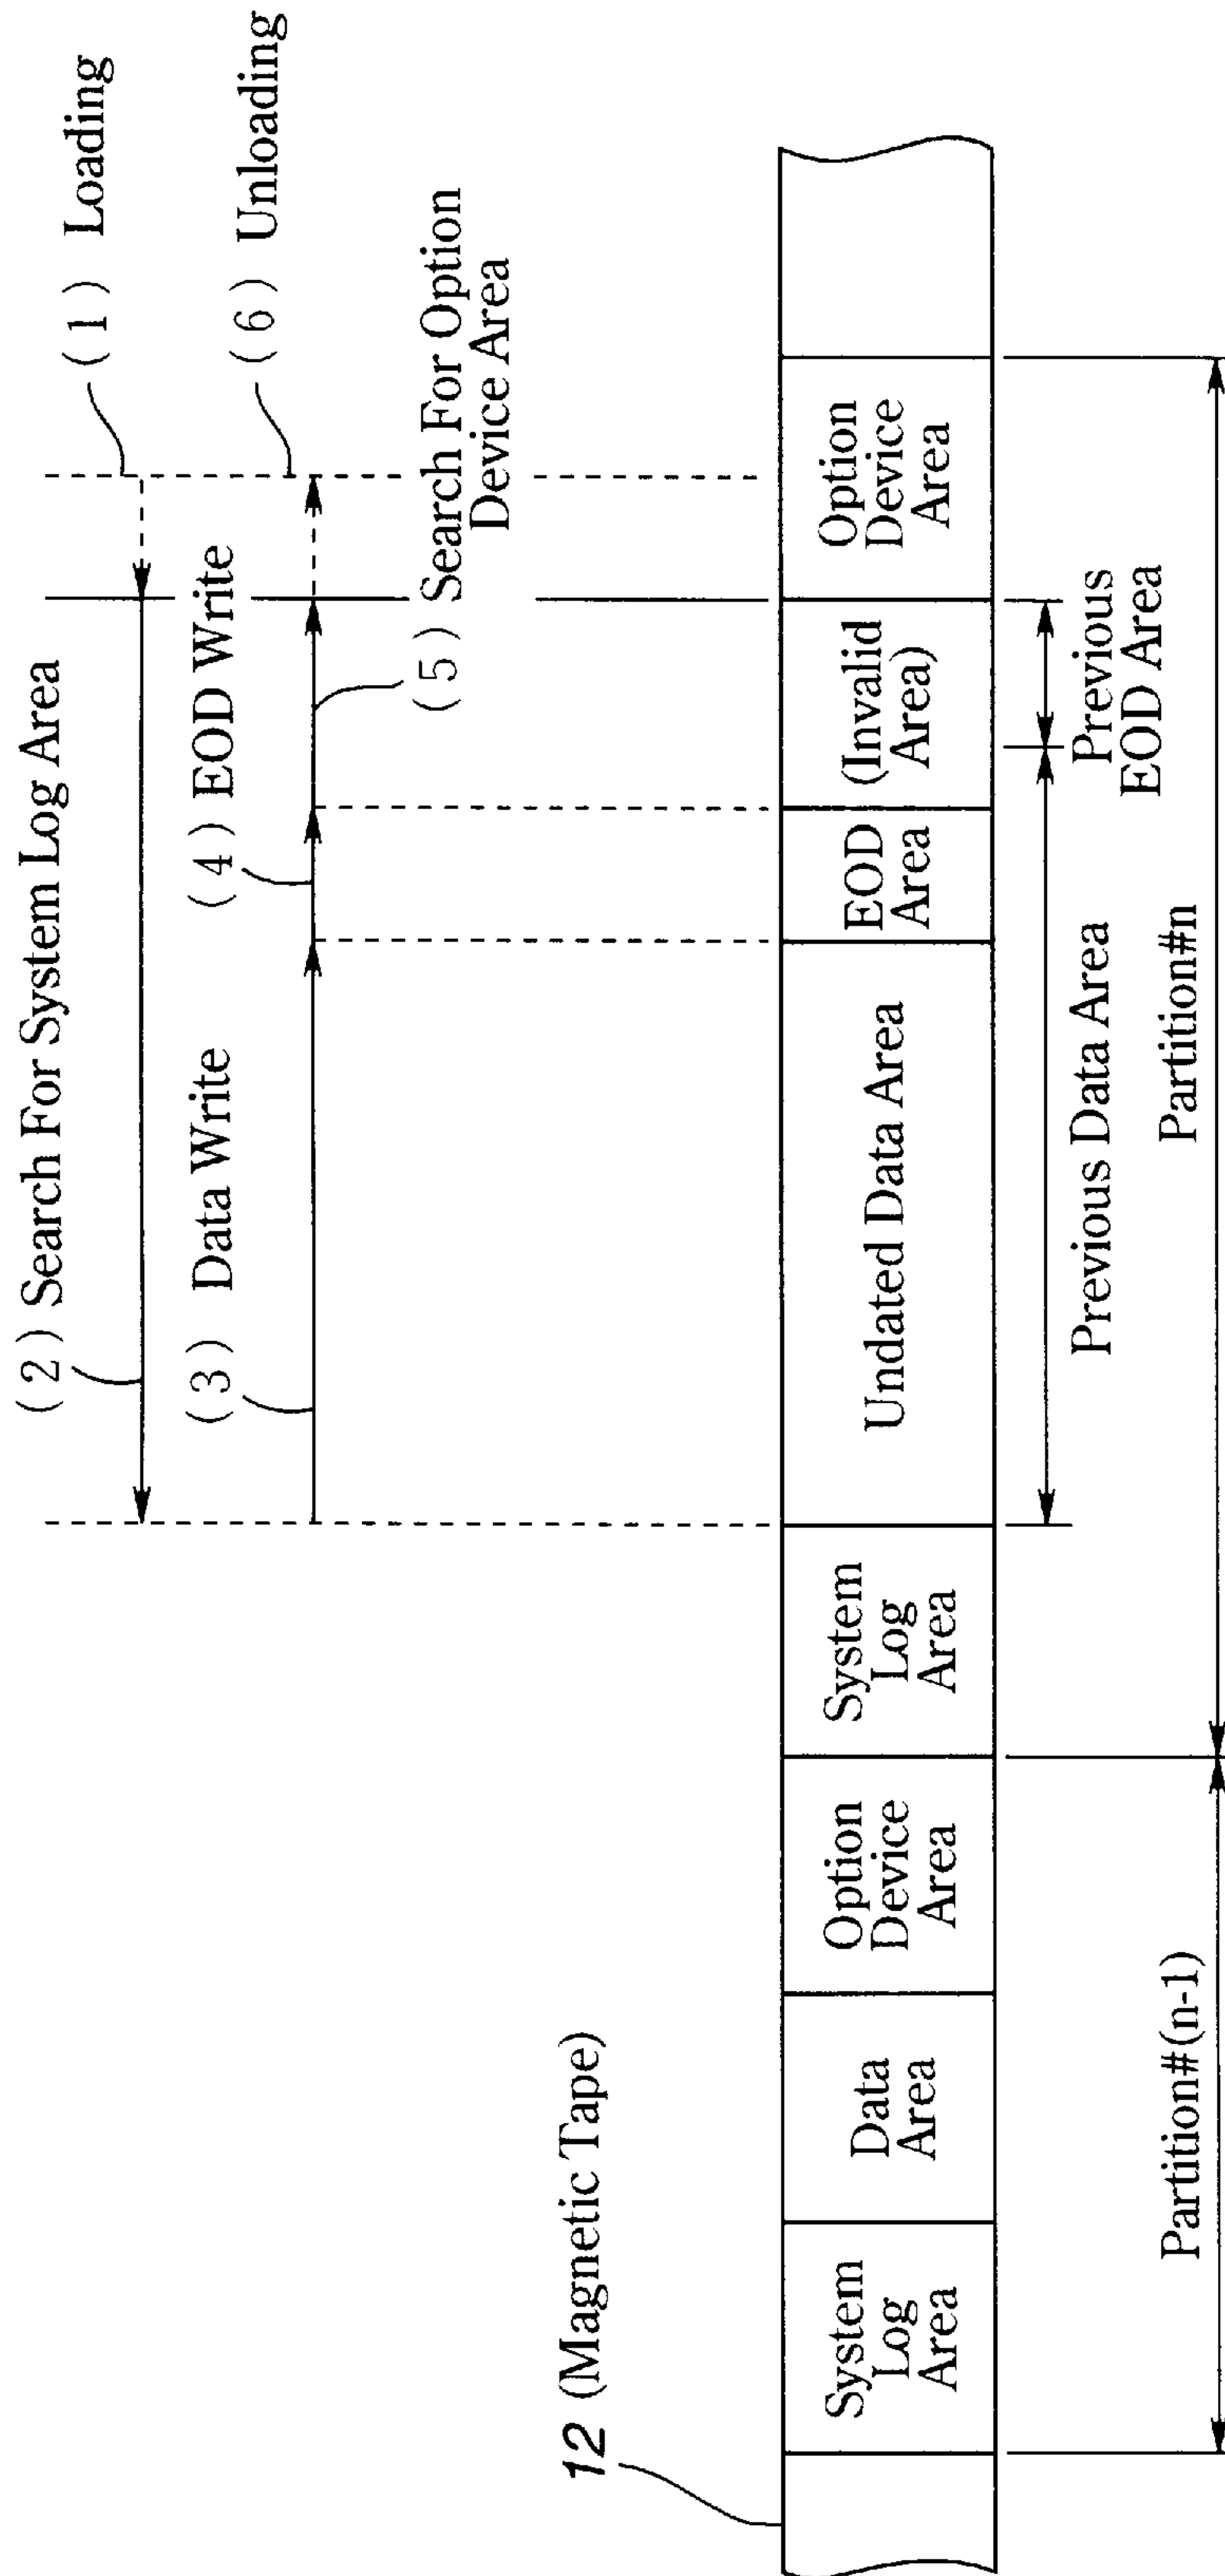 (2) Search For System Log Area
(1) Loading
(3) Data Write
(4) EOD Write
(6) Unloading
(5) Search For Option
Device Area
12 (Magnetic Tape)
System
Log
Area
Data
Area
Option
Device
Area
System
Log
Area
Undated Data Area
EOD
Area
(Invalid
Area)
Option
Device
Area
Previous Data Area
Previous
EOD Area
Partition#(n-1)
Partition#n